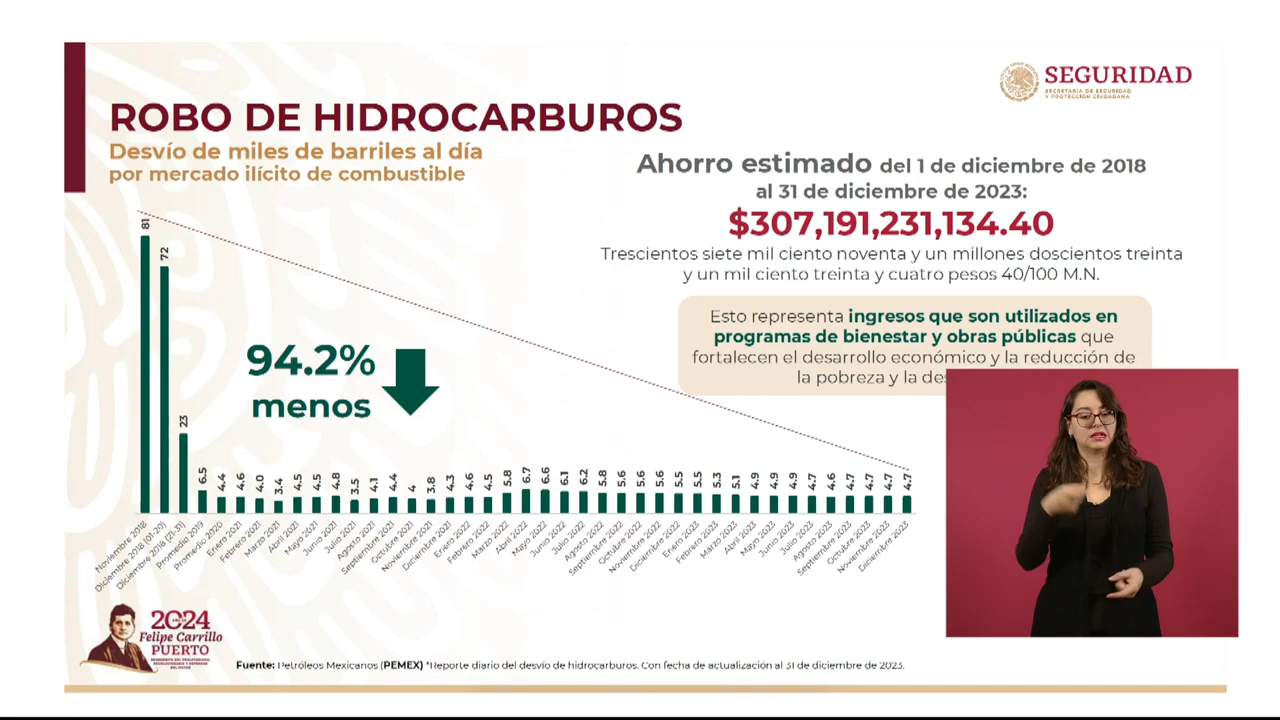 SEGURIDAD
SECRETARÍA DE SEGURIDAD
Y PROTECCIÓN CIUDADANA
ROBO DE HIDROCARBUROS
Desvío de miles de barriles al día
por mercado ilícito de combustible
Ahorro estimado del 1 de diciembre de 2018
al 31 de diciembre de 2023:
$307,191,231,134.40
Trescientos siete mil ciento noventa y un millones doscientos treinta
y un mil ciento treinta y cuatro pesos 40/100 M.N.
Esto representa ingresos que son utilizados en
programas de bienestar y obras públicas que
fortalecen el desarrollo económico y la reducción de
la pobreza y la
94.2%
menos
81
72
23
6.5
4.4
4.6
4.0
3.4
4.5
4.5
4.8
3.5
4.1
4.4
4
3.8
4.3
4.6
4.5
5.8
6.7
6.6
6.1
6.2
5.8
5.6
5.6
5.6
5.5
5.5
5.3
5.1
4.9
4.9
4.9
4.7
4.6
4.7
4.7
4.7
4.7
Noviembre 2018
Diciembre 2018 (01-20)
Diciembre 2018 (21-31)
Promedio 2019
Promedio 2020
Enero 2021
Febrero 2021
Marzo 2021
Abril 2021
Mayo 2021
Junio 2021
Julio 2021
Agosto 2021
Septiembre 2021
Octubre 2021
Noviembre 2021
Diciembre 2021
Enero 2022
Febrero 2022
Marzo 2022
Abril 2022
Mayo 2022
Junio 2022
Julio 2022
Agosto 2022
Septiembre 2022
Octubre 2022
Noviembre 2022
Diciembre 2022
Enero 2023
Febrero 2023
Marzo 2023
Abril 2023
Mayo 2023
Junio 2023
Julio 2023
Agosto 2023
Septiembre 2023
Octubre 2023
Noviembre 2023
Diciembre 2023
2024
Felipe Carrillo
PUERTO
Fuente: Petróleos Mexicanos (PEMEX) *Reporte diario del desvío de hidrocarburos. Con fecha de actualización al 31 de diciembre de 2023.